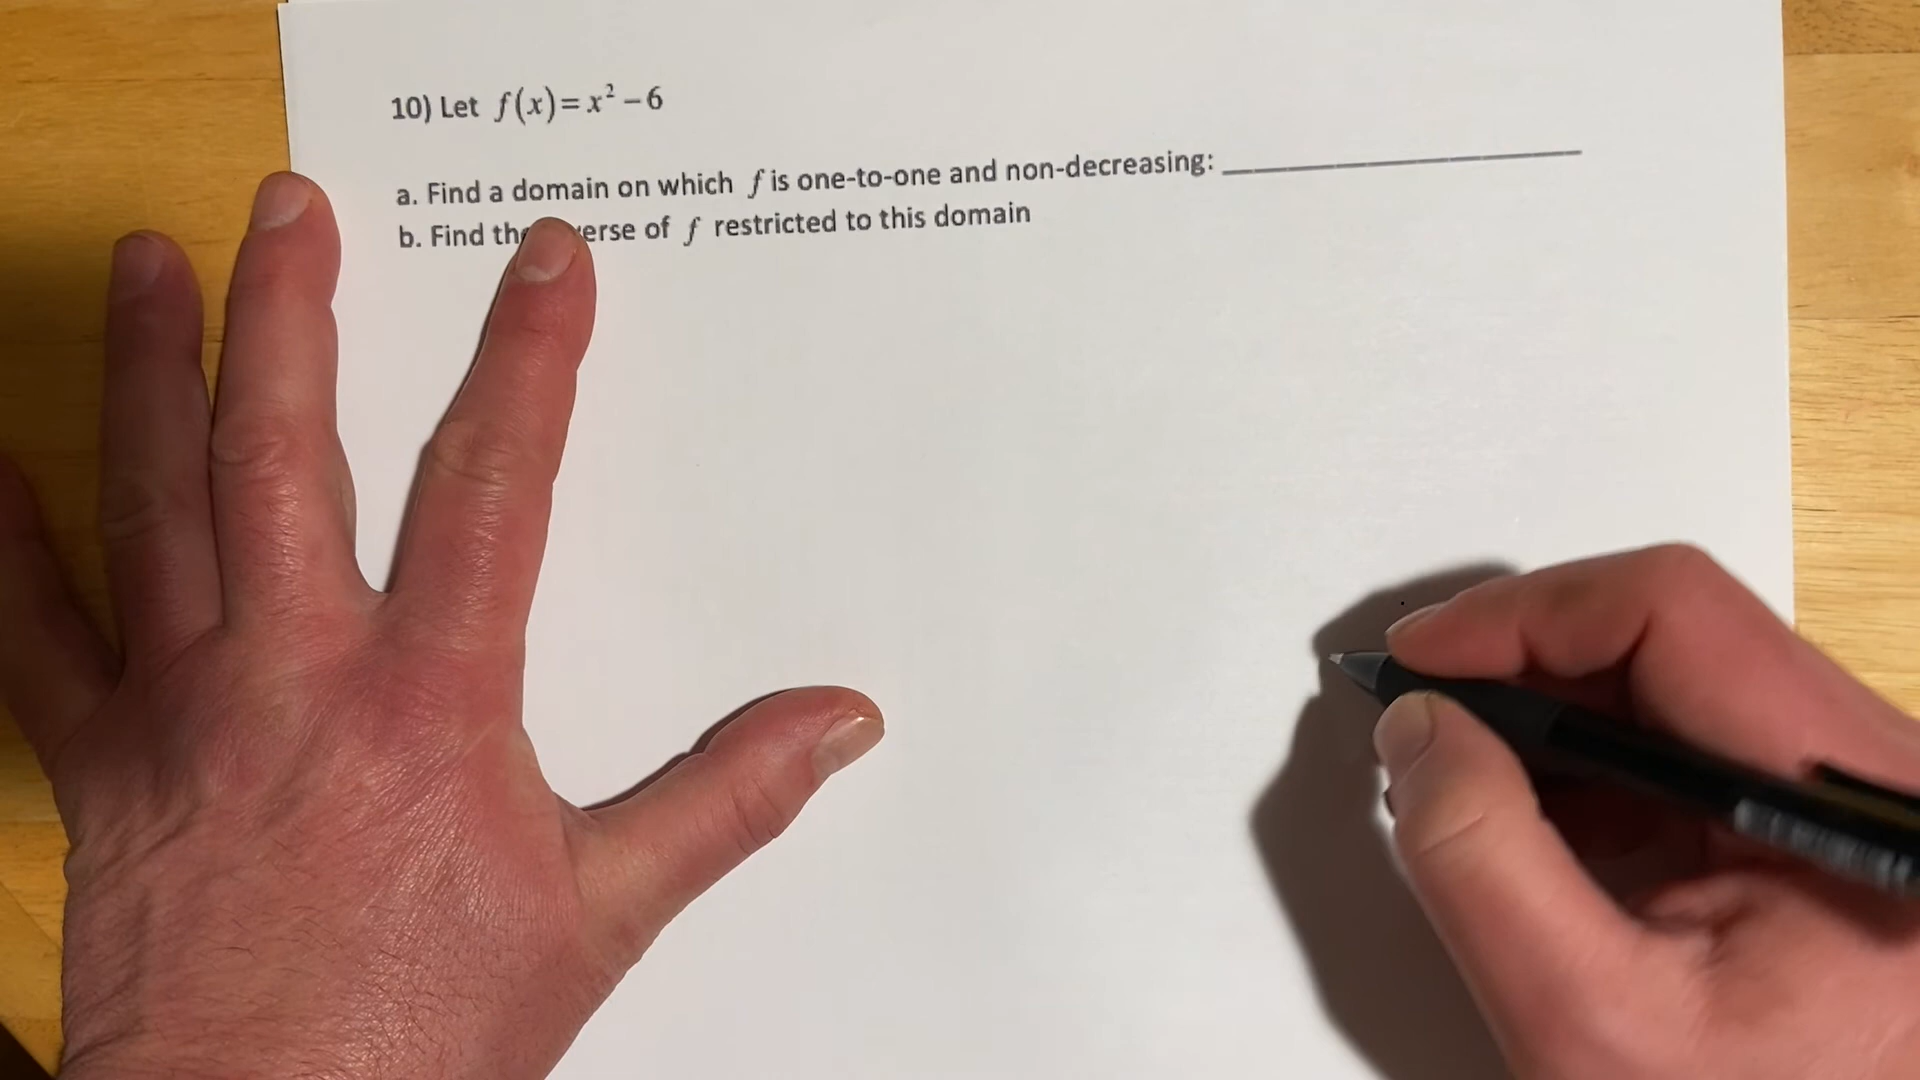 10) Let f(x)=x²−6
a. Find a domain on which f is one-to-one and non-decreasing:
b. Find erse of f restricted to this domain